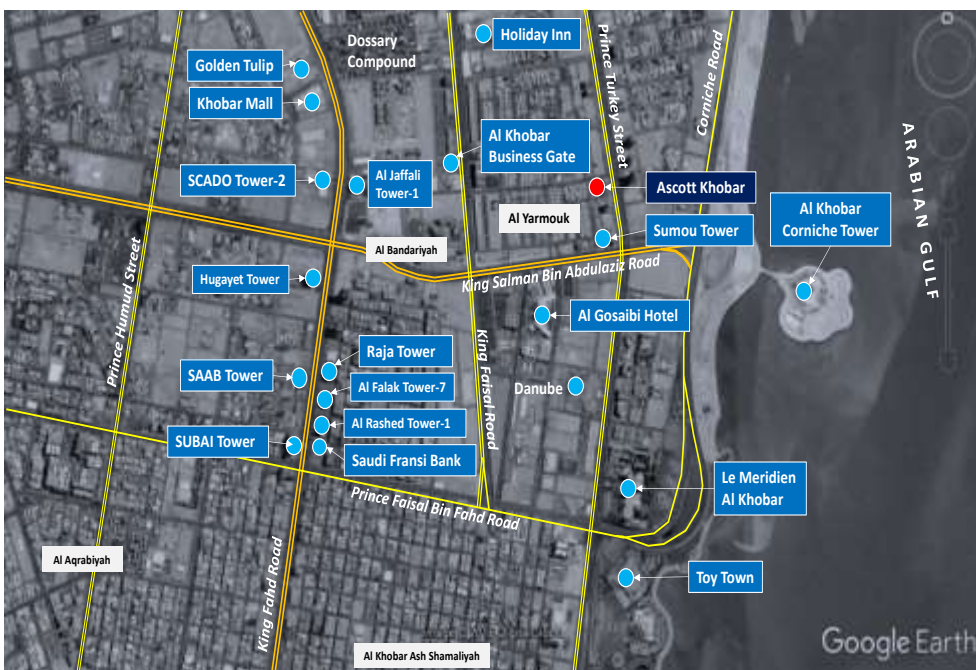 Holiday Inn
Dossary
Compound
Golden Tulip
Khobar Mall
Prince Turkey Street
Corniche Road
Al Khobar
Business Gate
SCADO Tower-2
Al Jaffali
Tower-1
Ascott Khobar
ARABIAN GULF
Al Yarmouk
Al Khobar
Corniche Tower
Sumou Tower
Al Bandariyah
King Salman Bin Abdulaziz Road
Hugayet Tower
Prince Humud Street
Al Gosaibi Hotel
Raja Tower
King Faisal Road
SAAB Tower
Al Falak Tower-7
Danube
Al Rashed Tower-1
SUBAI Tower
Saudi Fransi Bank
Le Meridien
Al Khobar
Prince Faisal Bin Fahd Road
Al Aqrabiyah
King Fahd Road
Toy Town
Al Khobar Ash Shamaliyah
Google Earth